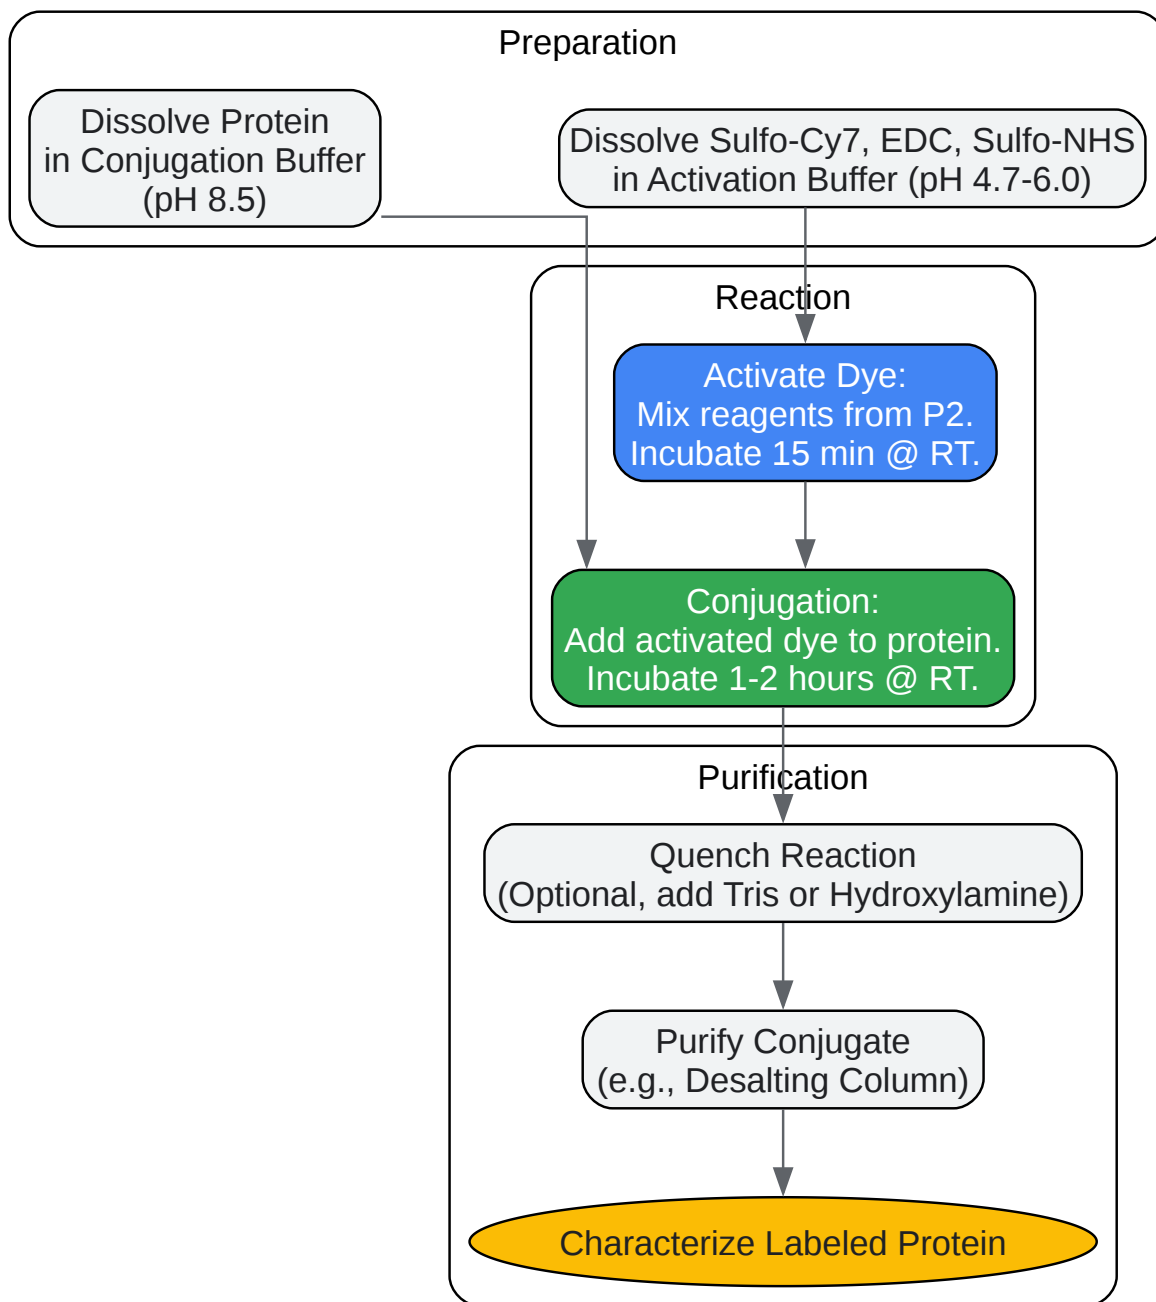 Preparation
Dissolve Protein
in Conjugation Buffer
(pH 8.5)
Dissolve Sulfo-Cy7, EDC, Sulfo-NHS
in Activation Buffer (pH 4.7-6.0)
Reaction
Activate Dye:
Mix reagents from P2.
Incubate 15 min @ RT.
Conjugation:
Add activated dye to protein.
Incubate 1-2 hours @ RT.
Purification
Quench Reaction
(Optional, add Tris or Hydroxylamine)
Purify Conjugate
(e.g., Desalting Column)
Characterize Labeled Protein